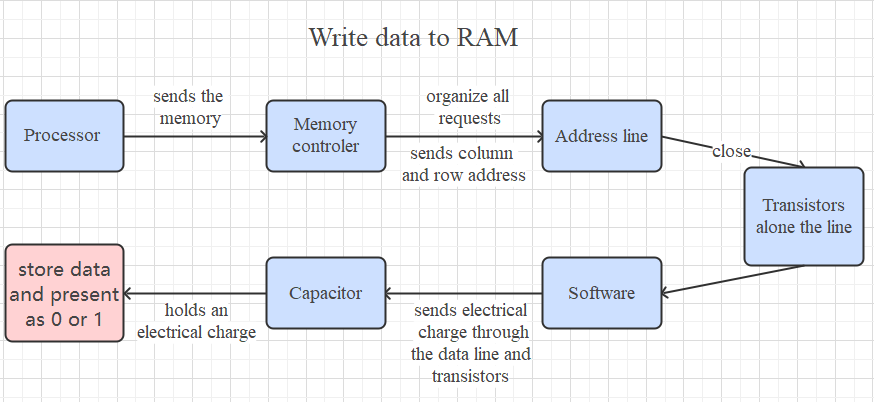 Write data to RAM
sends the
memory
organize all
requests
Processor
Memory
controler
Address line
sends column
and row address
close
Transistors
alone the line
store data
and present
as 0 or 1
holds an
electrical charge
Capacitor
sends electrical
charge through
the data line and
transistors
Software